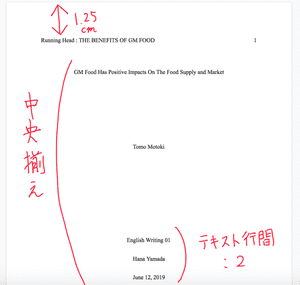 1.25
cm
Running Head : THE BENEFITS OF GM FOOD 1
GM Food Has Positive Impacts On The Food Supply and Market
中央揃え
Tomo Motoki
English Writing 01
Hana Yamada
June 12, 2019
テキスト行間
：2